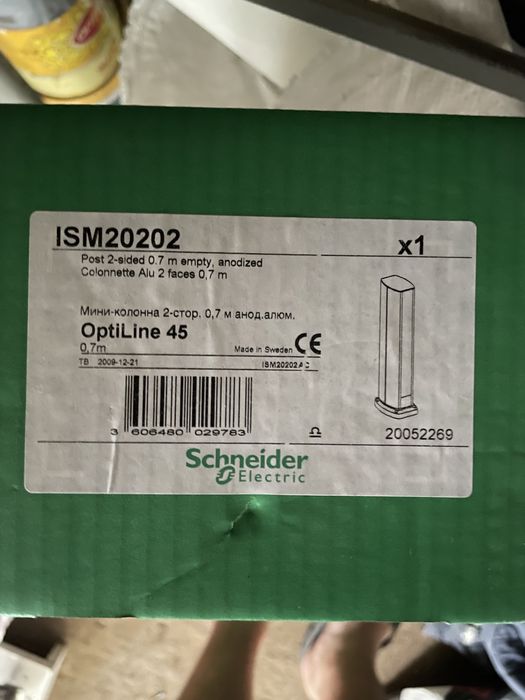 ISM20202
x1
Post 2-sided 0.7 m empty, anodized
Colonnette Alu 2 faces 0,7 m
Мини-колонна 2-стор. 0,7 м анод.алюм.
OptiLine 45
0,7m
Made in Sweden CE
TB 2009-12-21
ISM20202AC
3 606480 029783
20052269
Schneider
Electric